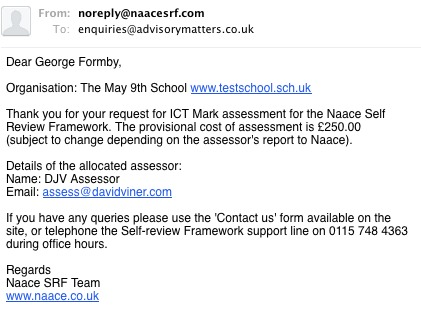 From: noreply@naacesrf.com
To: enquiries@advisorymatters.co.uk
Dear George Formby,
Organisation: The May 9th School www.testschool.sch.uk
Thank you for your request for ICT Mark assessment for the Naace Self
Review Framework. The provisional cost of assessment is £250.00
(subject to change depending on the assessor's report to Naace).
Details of the allocated assessor:
Name: DJV Assessor
Email: assess@davidviner.com
If you have any queries please use the 'Contact us' form available on the
site, or telephone the Self-review Framework support line on 0115 748 4363
during office hours.
Regards
Naace SRF Team
www.naace.co.uk